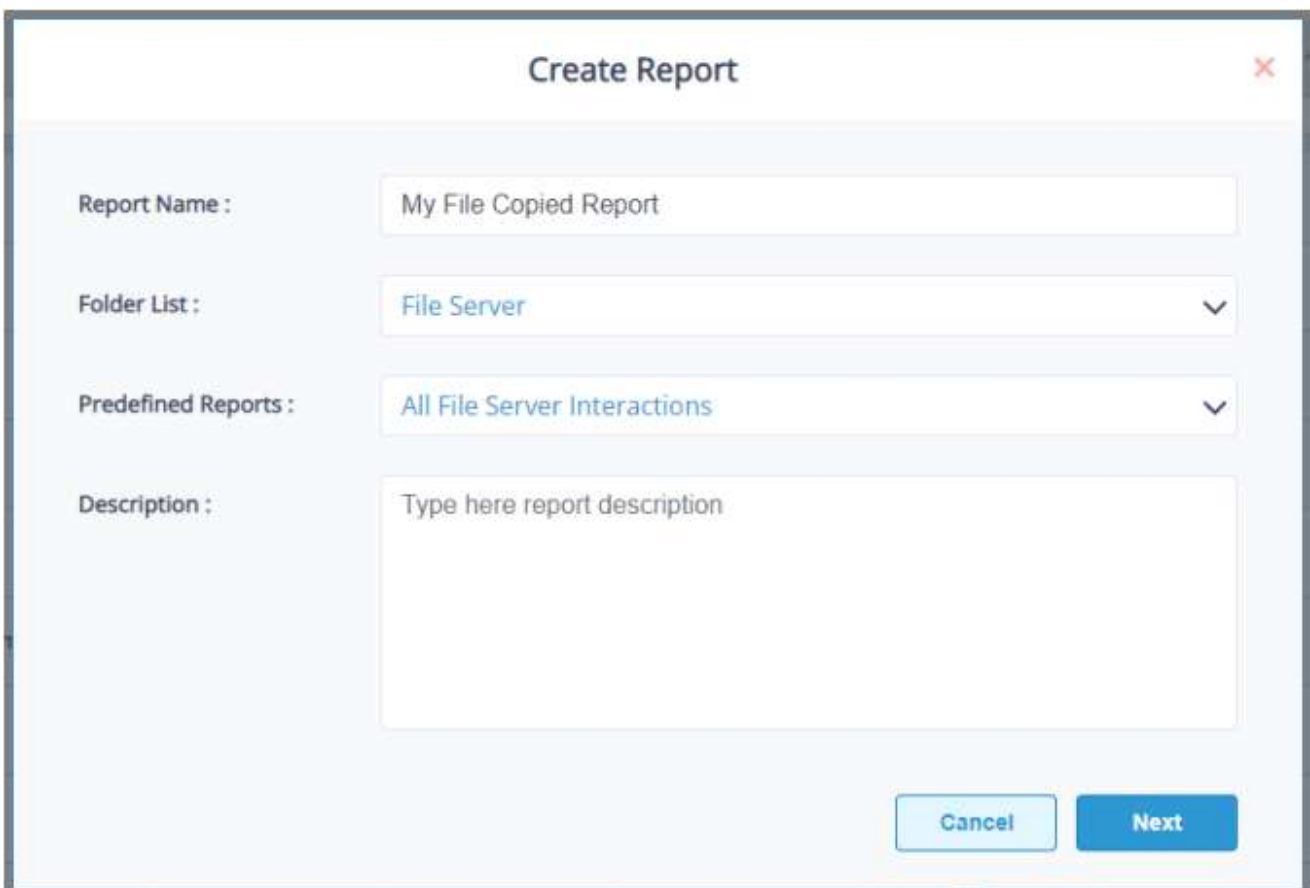 Create Report
Report Name :
My File Copied Report
Folder List :
File Server
Predefined Reports :
All File Server Interactions
Description :
Type here report description
Cancel
Next